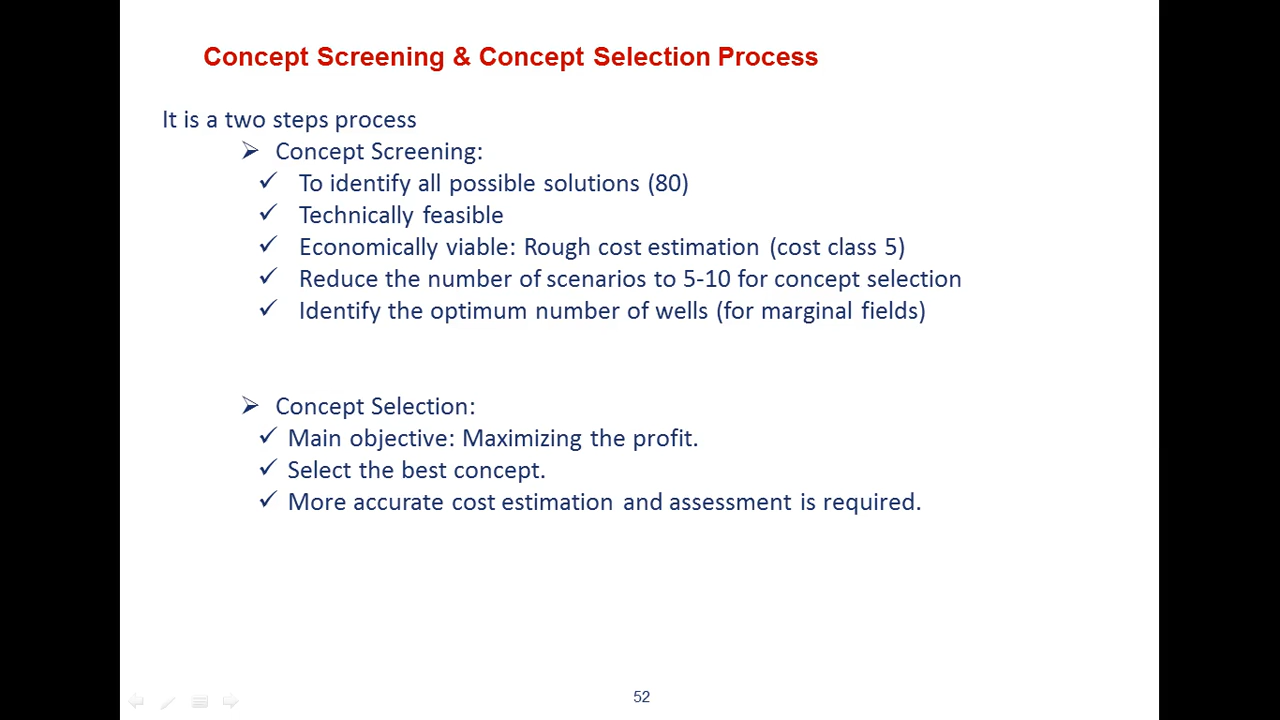 Concept Screening & Concept Selection Process
It is a two steps process
Concept Screening:
To identify all possible solutions (80)
Technically feasible
Economically viable: Rough cost estimation (cost class 5)
Reduce the number of scenarios to 5-10 for concept selection
Identify the optimum number of wells (for marginal fields)
Concept Selection:
Main objective: Maximizing the profit.
Select the best concept.
More accurate cost estimation and assessment is required.
52